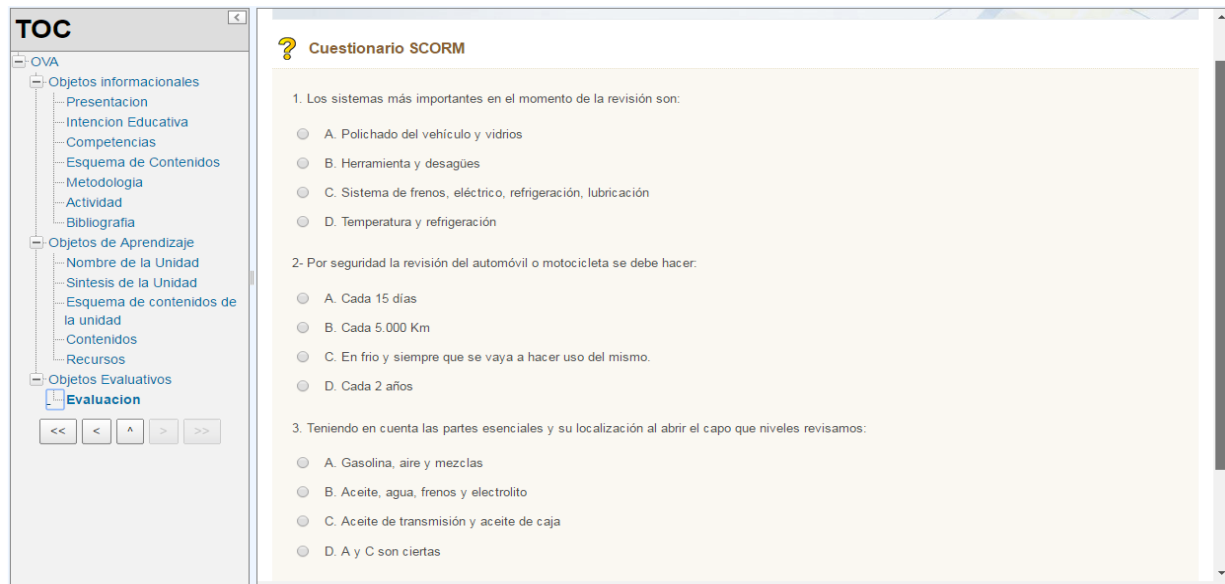 TOC
<
OVA
Objetos informacionales
Presentacion
Intencion Educativa
Competencias
Esquema de Contenidos
Metodologia
Actividad
Bibliografia
Objetos de Aprendizaje
Nombre de la Unidad
Sintesis de la Unidad
Esquema de contenidos de
la unidad
Contenidos
Recursos
Objetos Evaluativos
Evaluacion
<< < ^ > >>
Cuestionario SCORM
1. Los sistemas más importantes en el momento de la revisión son:
A. Polichado del vehículo y vidrios
B. Herramienta y desagües
C. Sistema de frenos, eléctrico, refrigeración, lubricación
D. Temperatura y refrigeración
2- Por seguridad la revisión del automóvil o motocicleta se debe hacer:
A. Cada 15 días
B. Cada 5.000 Km
C. En frio y siempre que se vaya a hacer uso del mismo.
D. Cada 2 años
3. Teniendo en cuenta las partes esenciales y su localización al abrir el capo que niveles revisamos:
A. Gasolina, aire y mezclas
B. Aceite, agua, frenos y electrolito
C. Aceite de transmisión y aceite de caja
D. A y C son ciertas